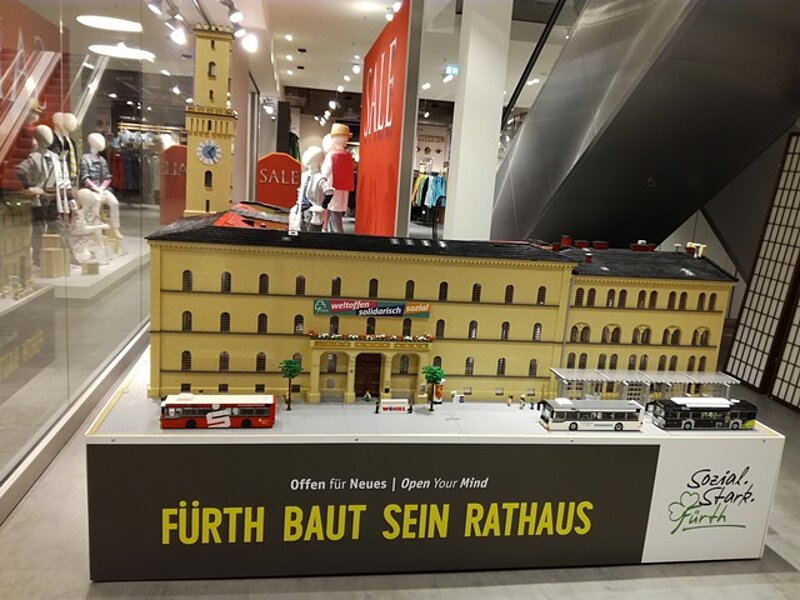 SALE
SALE
weltoffen
solidarisch sozial
WÖHRL
Offen für Neues | Open Your Mind
FÜRTH BAUT SEIN RATHAUS
Sozial.
Stark.
fürth